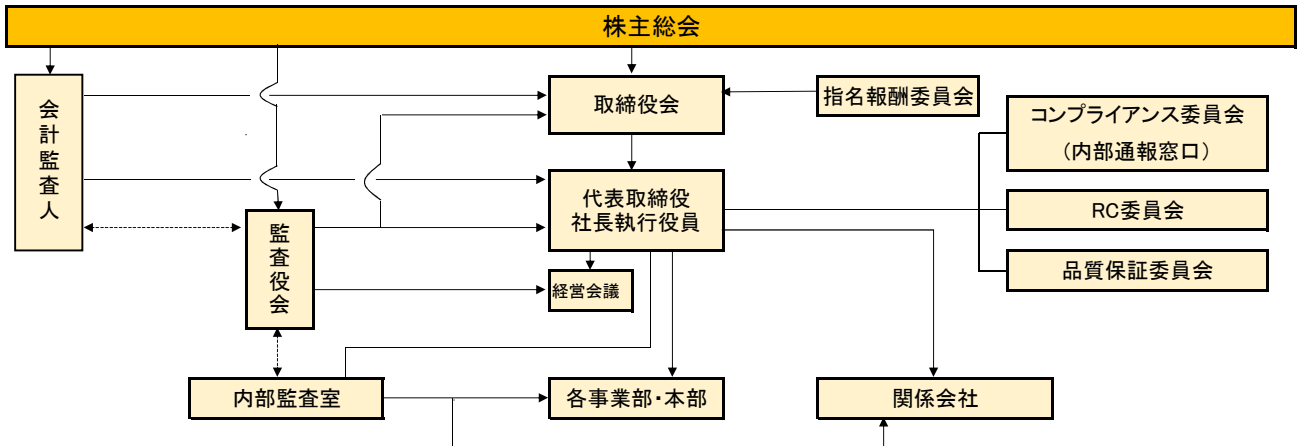 株主総会
会計監査人
取締役会
指名報酬委員会
コンプライアンス委員会
（内部通報窓口）
代表取締役
社長執行役員
RC委員会
監査役会
品質保証委員会
経営会議
内部監査室
各事業部・本部
関係会社